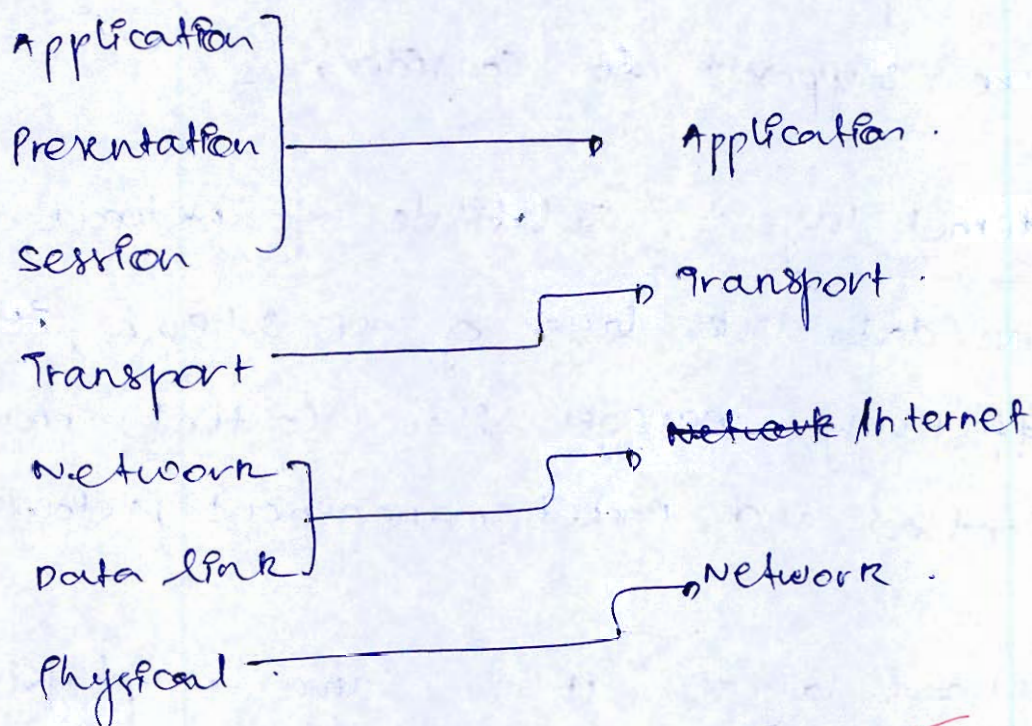 Application
Presentation
Application.
session
Transport.
Transport
Network /Internet
Network
Data link
Network.
Physical